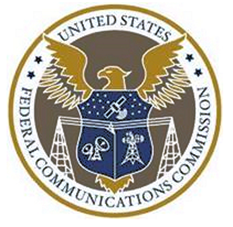 UNITED STATES
FEDERAL COMMUNICATIONS COMMISSION